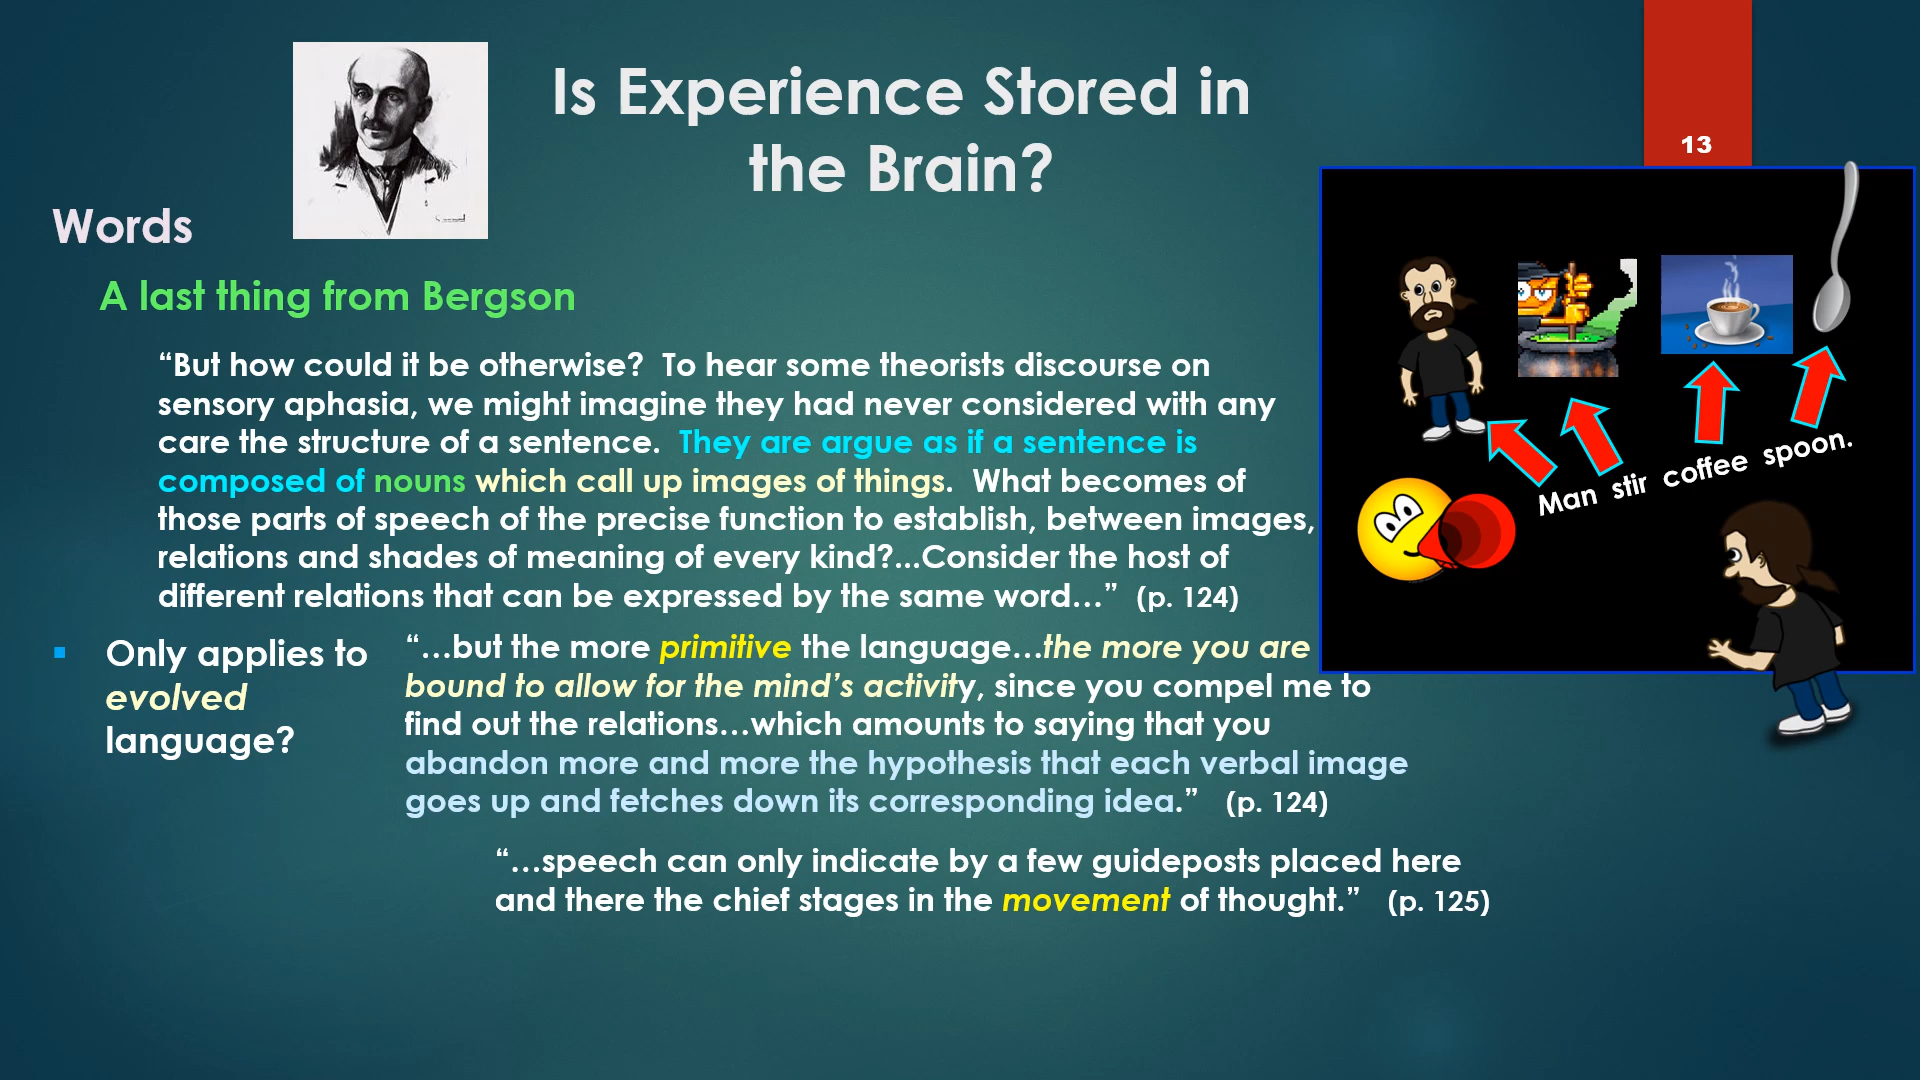 Is Experience Stored in
the Brain?
13
Words
A last thing from Bergson
“But how could it be otherwise? To hear some theorists discourse on
sensory aphasia, we might imagine they had never considered with any
care the structure of a sentence. They are argue as if a sentence is
composed of nouns which call up images of things. What becomes of
those parts of speech of the precise function to establish, between images,
relations and shades of meaning of every kind?...Consider the host of
different relations that can be expressed by the same word…” (p. 124)
Man stir coffee spoon.
▪ Only applies to
evolved
language?
“…but the more primitive the language…the more you are
bound to allow for the mind’s activity, since you compel me to
find out the relations…which amounts to saying that you
abandon more and more the hypothesis that each verbal image
goes up and fetches down its corresponding idea.” (p. 124)
“…speech can only indicate by a few guideposts placed here
and there the chief stages in the movement of thought.” (p. 125)